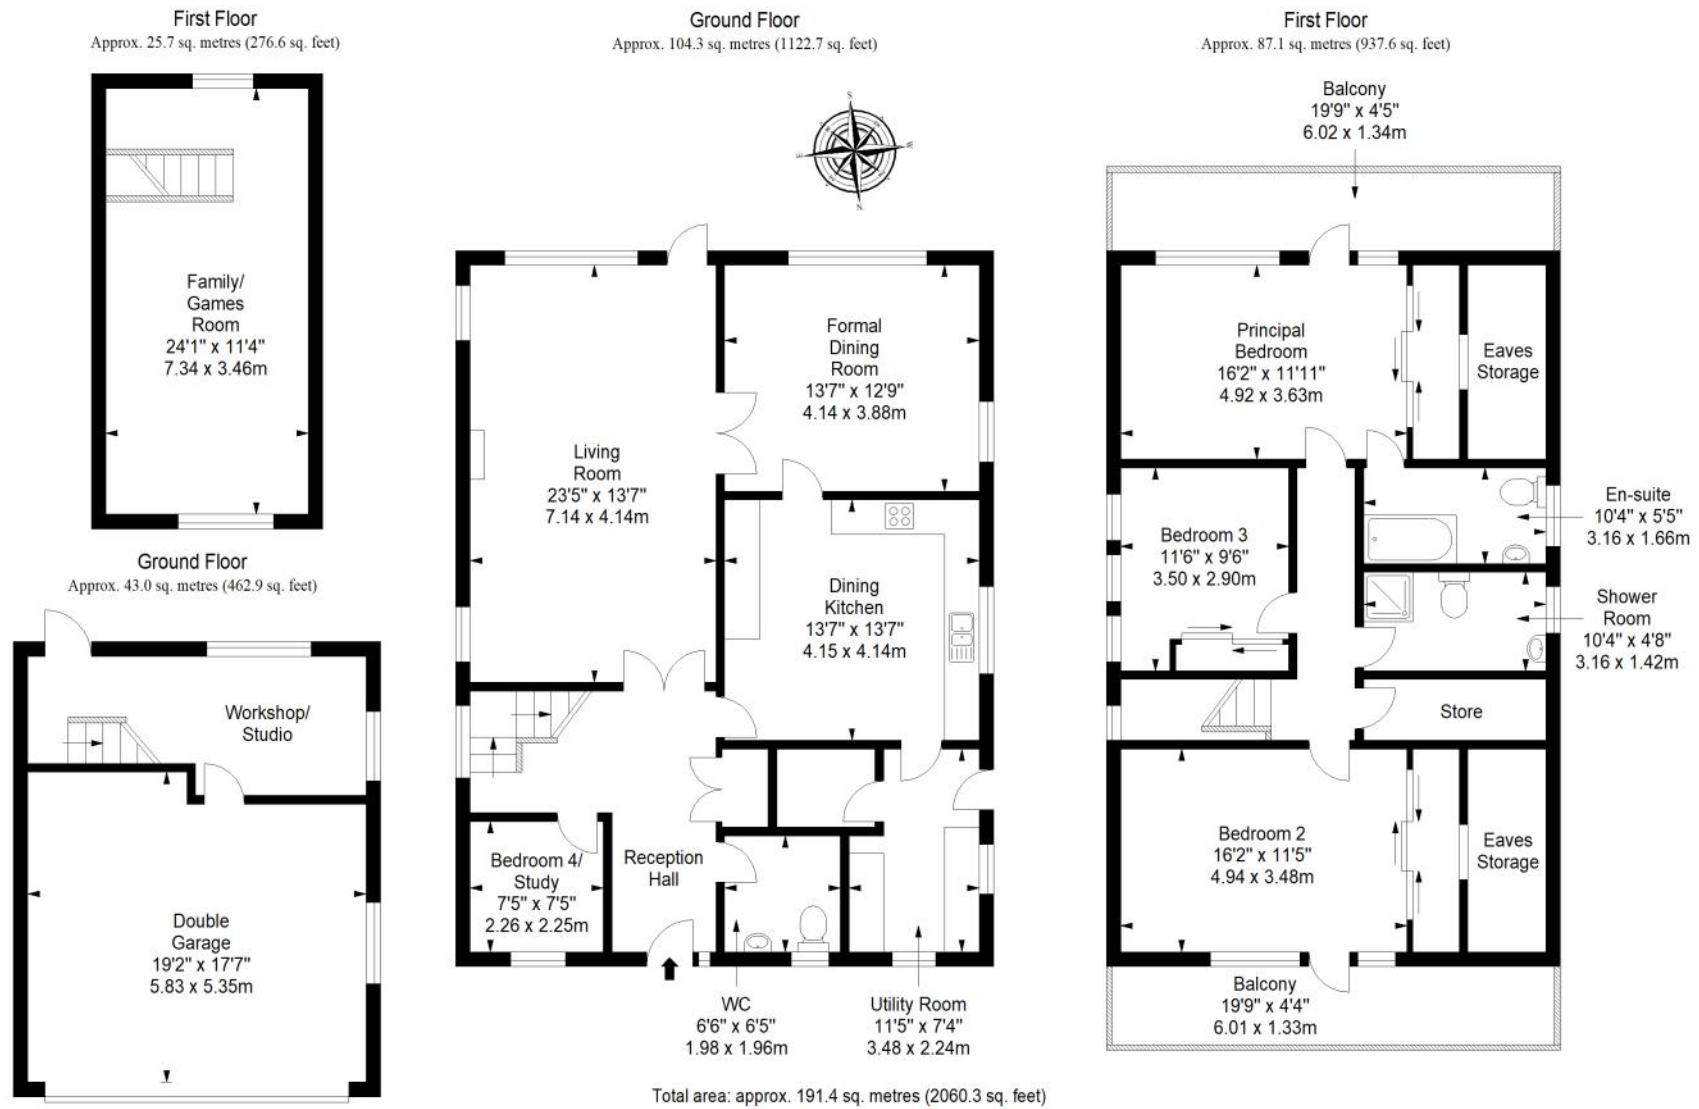 First Floor
Approx. 25.7 sq. metres (276.6 sq. feet)
Family/
Games
Room
24'1" x 11'4"
7.34 x 3.46m
Ground Floor
Approx. 43.0 sq. metres (462.9 sq. feet)
Workshop/
Studio
Double
Garage
19'2" x 17'7"
5.83 x 5.35m
Ground Floor
Approx. 104.3 sq. metres (1122.7 sq. feet)
S
E
W
N
Living
Room
23'5" x 13'7"
7.14 x 4.14m
Formal
Dining
Room
13'7" x 12'9"
4.14 x 3.88m
Dining
Kitchen
13'7" x 13'7"
4.15 x 4.14m
Bedroom 4/
Study
7'5" x 7'5"
2.26 x 2.25m
Reception
Hall
WC
6'6" x 6'5"
1.98 x 1.96m
Utility Room
11'5" x 7'4"
3.48 x 2.24m
First Floor
Approx. 87.1 sq. metres (937.6 sq. feet)
Balcony
19'9" x 4'5"
6.02 x 1.34m
Principal
Bedroom
16'2" x 11'11"
4.92 x 3.63m
Eaves
Storage
Bedroom 3
11'6" x 9'6"
3.50 x 2.90m
En-suite
10'4" x 5'5"
3.16 x 1.66m
Shower
Room
10'4" x 4'8"
3.16 x 1.42m
Store
Bedroom 2
16'2" x 11'5"
4.94 x 3.48m
Eaves
Storage
Balcony
19'9" x 4'4"
6.01 x 1.33m
Total area: approx. 191.4 sq. metres (2060.3 sq. feet)